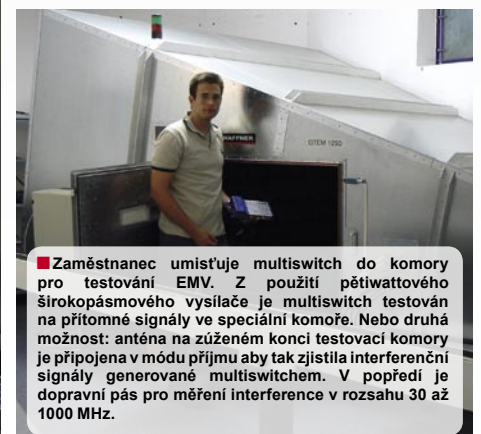 HAFFNER
GTEM 1250
Zaměstnanec umisťuje multiswitch do komory
pro testování EMV. Z použití pětiwattového
širokopásmového vysílače je multiswitch testován
na přítomné signály ve speciální komoře. Nebo druhá
možnost: anténa na zúženém konci testovací komory
je připojena v módu příjmu aby tak zjistila interferenční
signály generované multiswitchem. V popředí je
dopravní pás pro měření interference v rozsahu 30 až
1000 MHz.